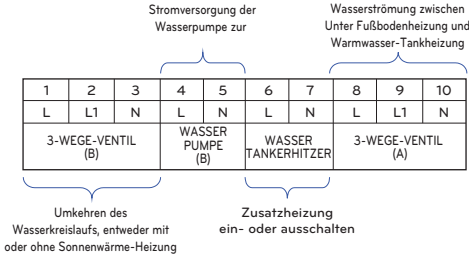 Stromversorgung der
Wasserpumpe zur
Wasserströmung zwischen
Unter Fußbodenheizung und
Warmwasser-Tankheizung
1 2 3 4 5 6 7 8 9 10
L L1 N L N L N L L1 N
3-WEGE-VENTIL
(B)
WASSER
PUMPE
(B)
WASSER
TANKERHITZER
3-WEGE-VENTIL
(A)
Umkehren des
Wasserkreislaufs, entweder mit
oder ohne Sonnenwärme-Heizung
Zusatzheizung
ein- oder ausschalten